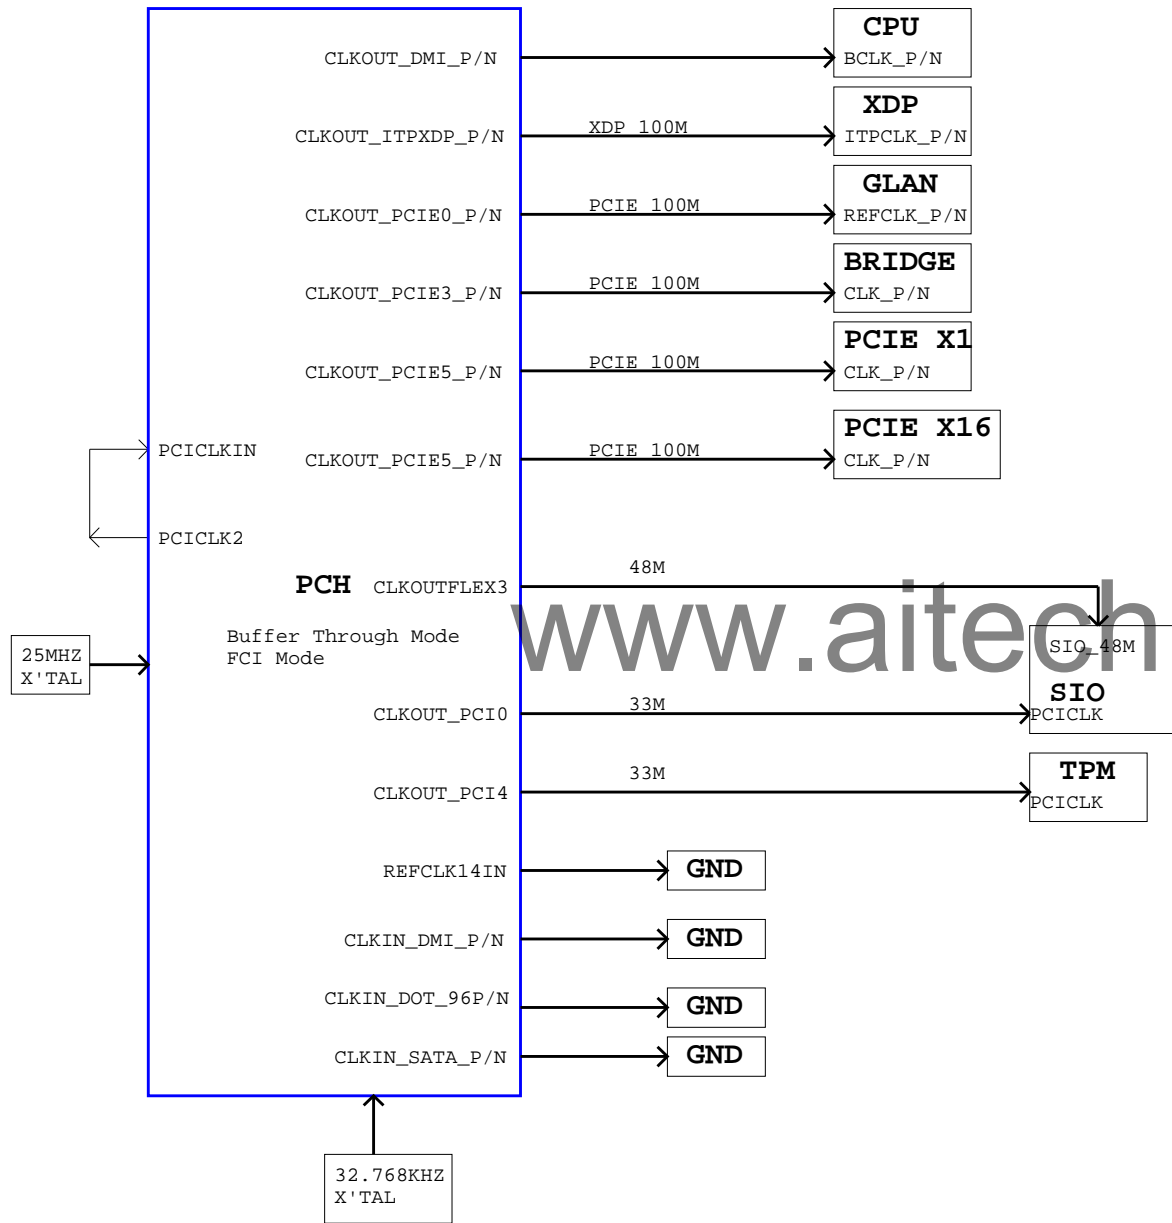 CPU
CLKOUT_DMI_P/N
BCLK_P/N
XDP
CLKOUT_ITPXDP_P/N
XDP 100M
ITPCLK_P/N
GLAN
CLKOUT_PCIE0_P/N
PCIE 100M
REFCLK_P/N
BRIDGE
CLKOUT_PCIE3_P/N
PCIE 100M
CLK_P/N
PCIE X1
CLKOUT_PCIE5_P/N
PCIE 100M
CLK_P/N
PCIE X16
PCICLKIN
CLKOUT_PCIE5_P/N
PCIE 100M
CLK_P/N
PCICLK2
48M
PCH
CLKOUTFLEX3
www.aitech
Buffer Through Mode
FCI Mode
25MHZ
X'TAL
SIO_48M
SIO
CLKOUT_PCI0
33M
PCICLK
TPM
CLKOUT_PCI4
33M
PCICLK
REFCLK14IN
GND
CLKIN_DMI_P/N
GND
CLKIN_DOT_96P/N
GND
CLKIN_SATA_P/N
GND
32.768KHZ
X'TAL